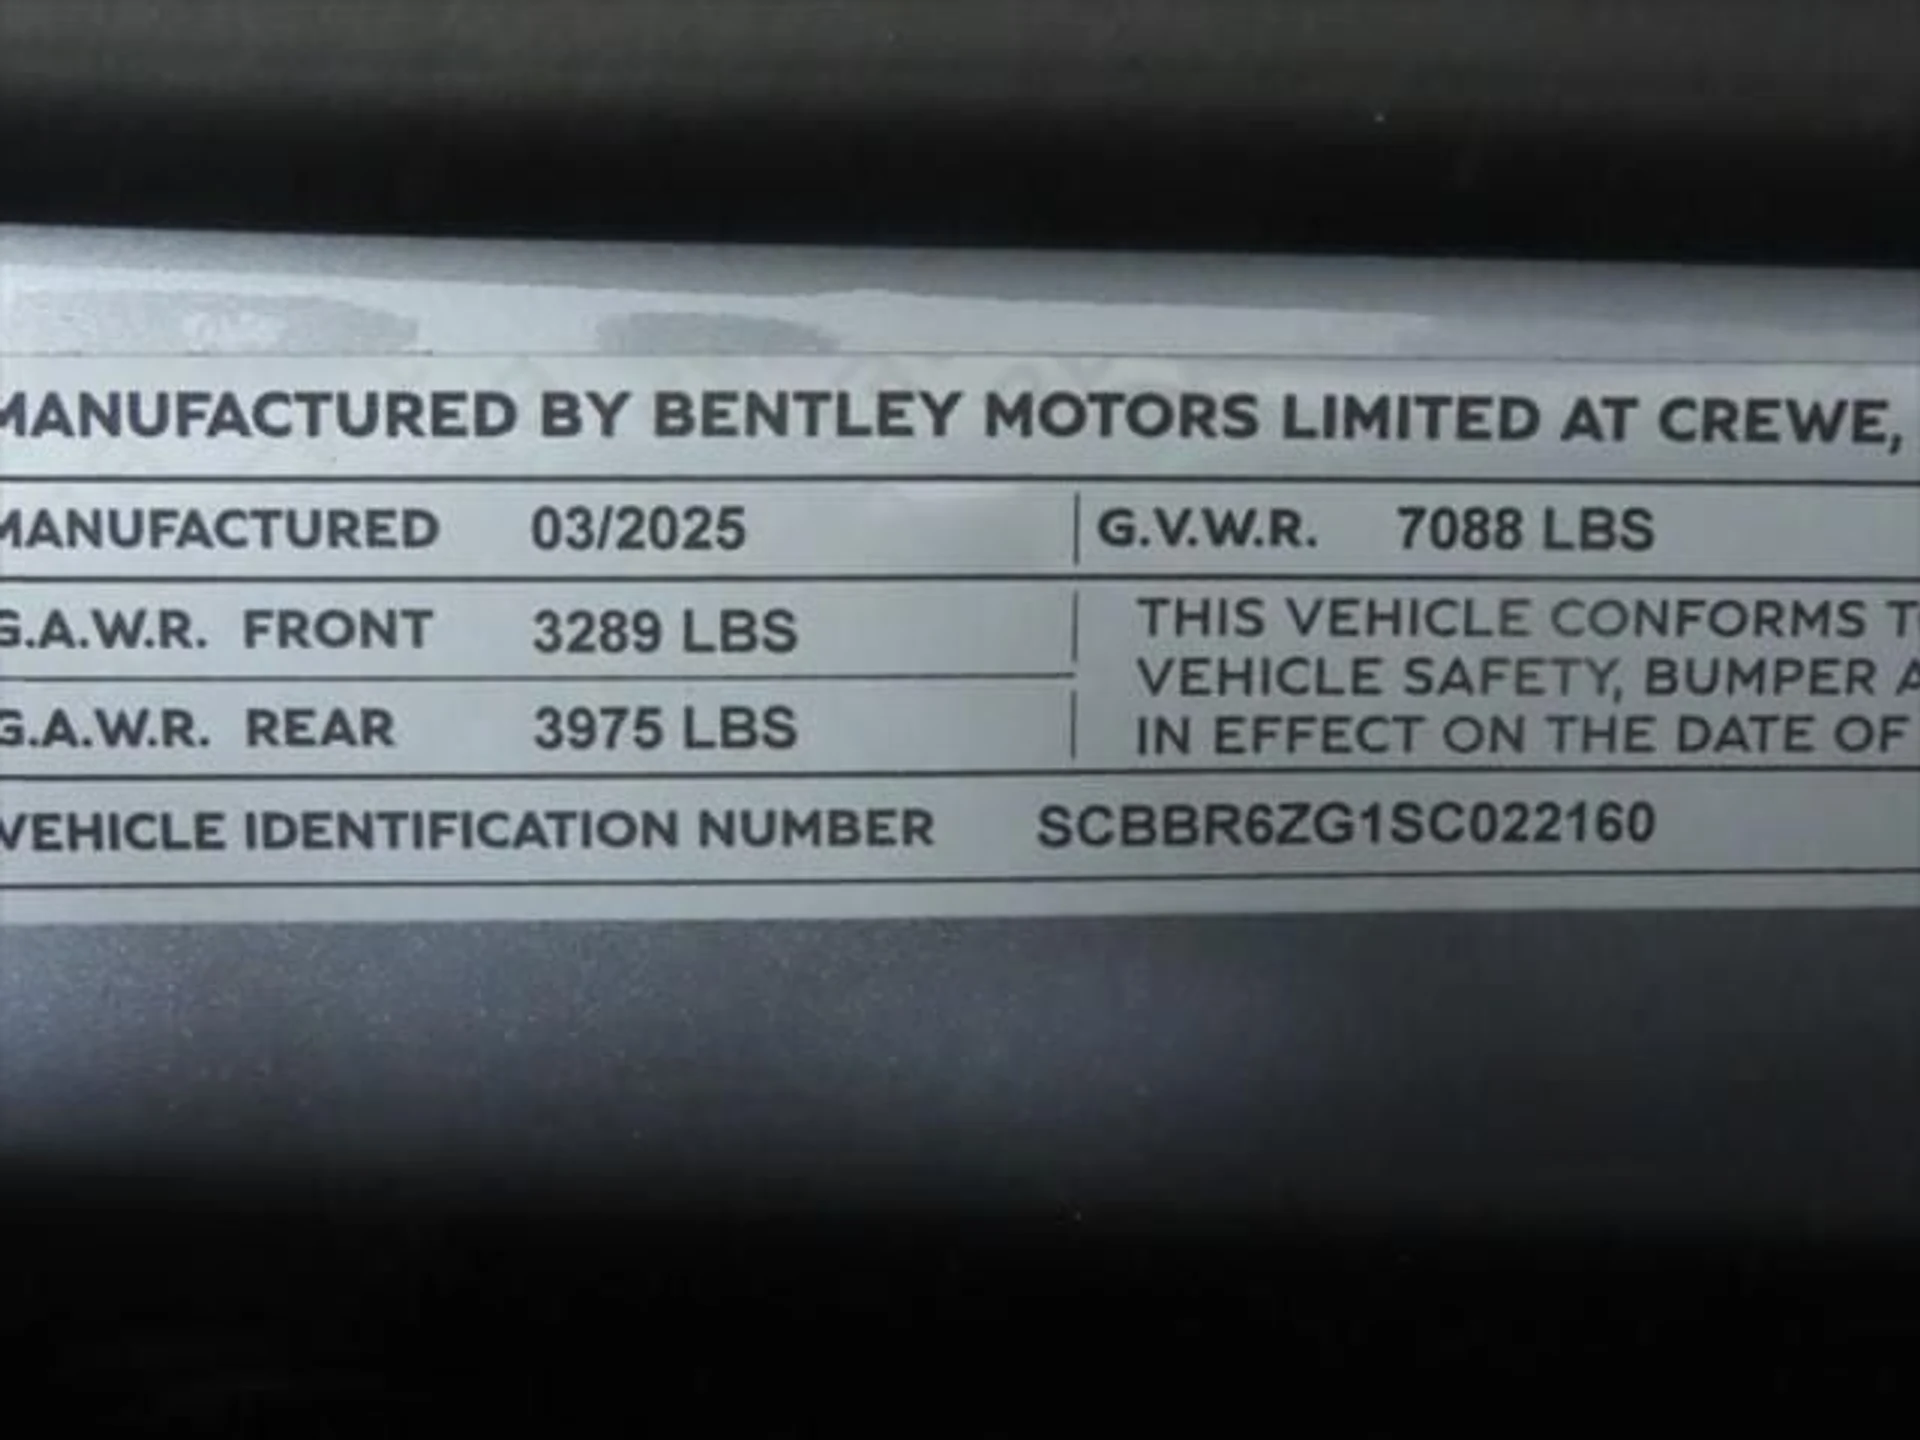 MANUFACTURED BY BENTLEY MOTORS LIMITED AT CREWE,
MANUFACTURED 03/2025 G.V.W.R. 7088 LBS
G.A.W.R. FRONT 3289 LBS
G.A.W.R. REAR 3975 LBS
THIS VEHICLE CONFORMS
VEHICLE SAFETY, BUMPER
IN EFFECT ON THE DATE OF
VEHICLE IDENTIFICATION NUMBER SCBBR6ZG1SC022160